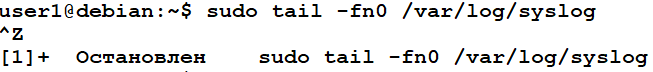 user1@debian:~$ sudo tail -fn0 /var/log/syslog
^Z
[1]+  Остановлен    sudo tail -fn0 /var/log/syslog